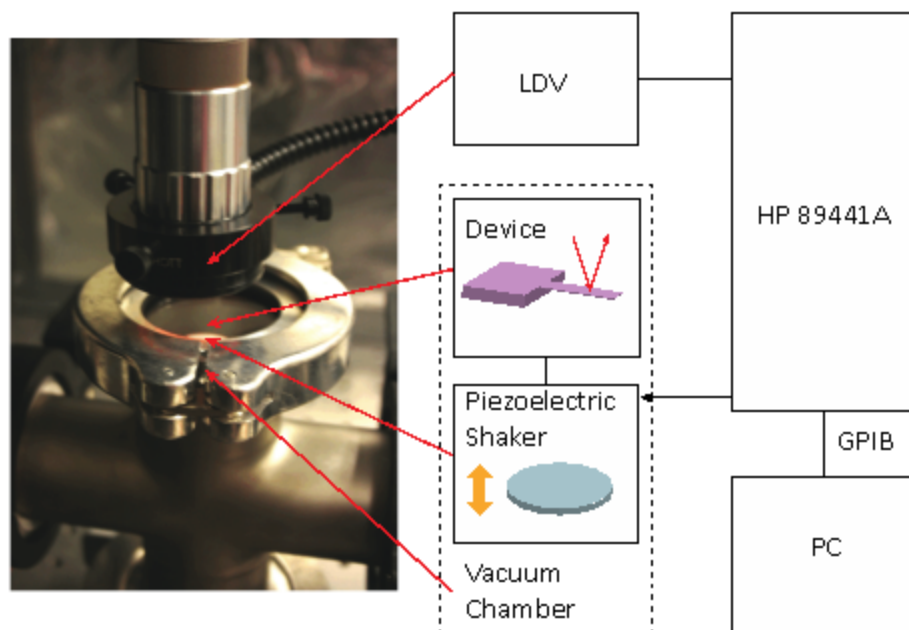 LDV
HP 89441A
Device
Piezoelectric
Shaker
GPIB
PC
Vacuum
Chamber